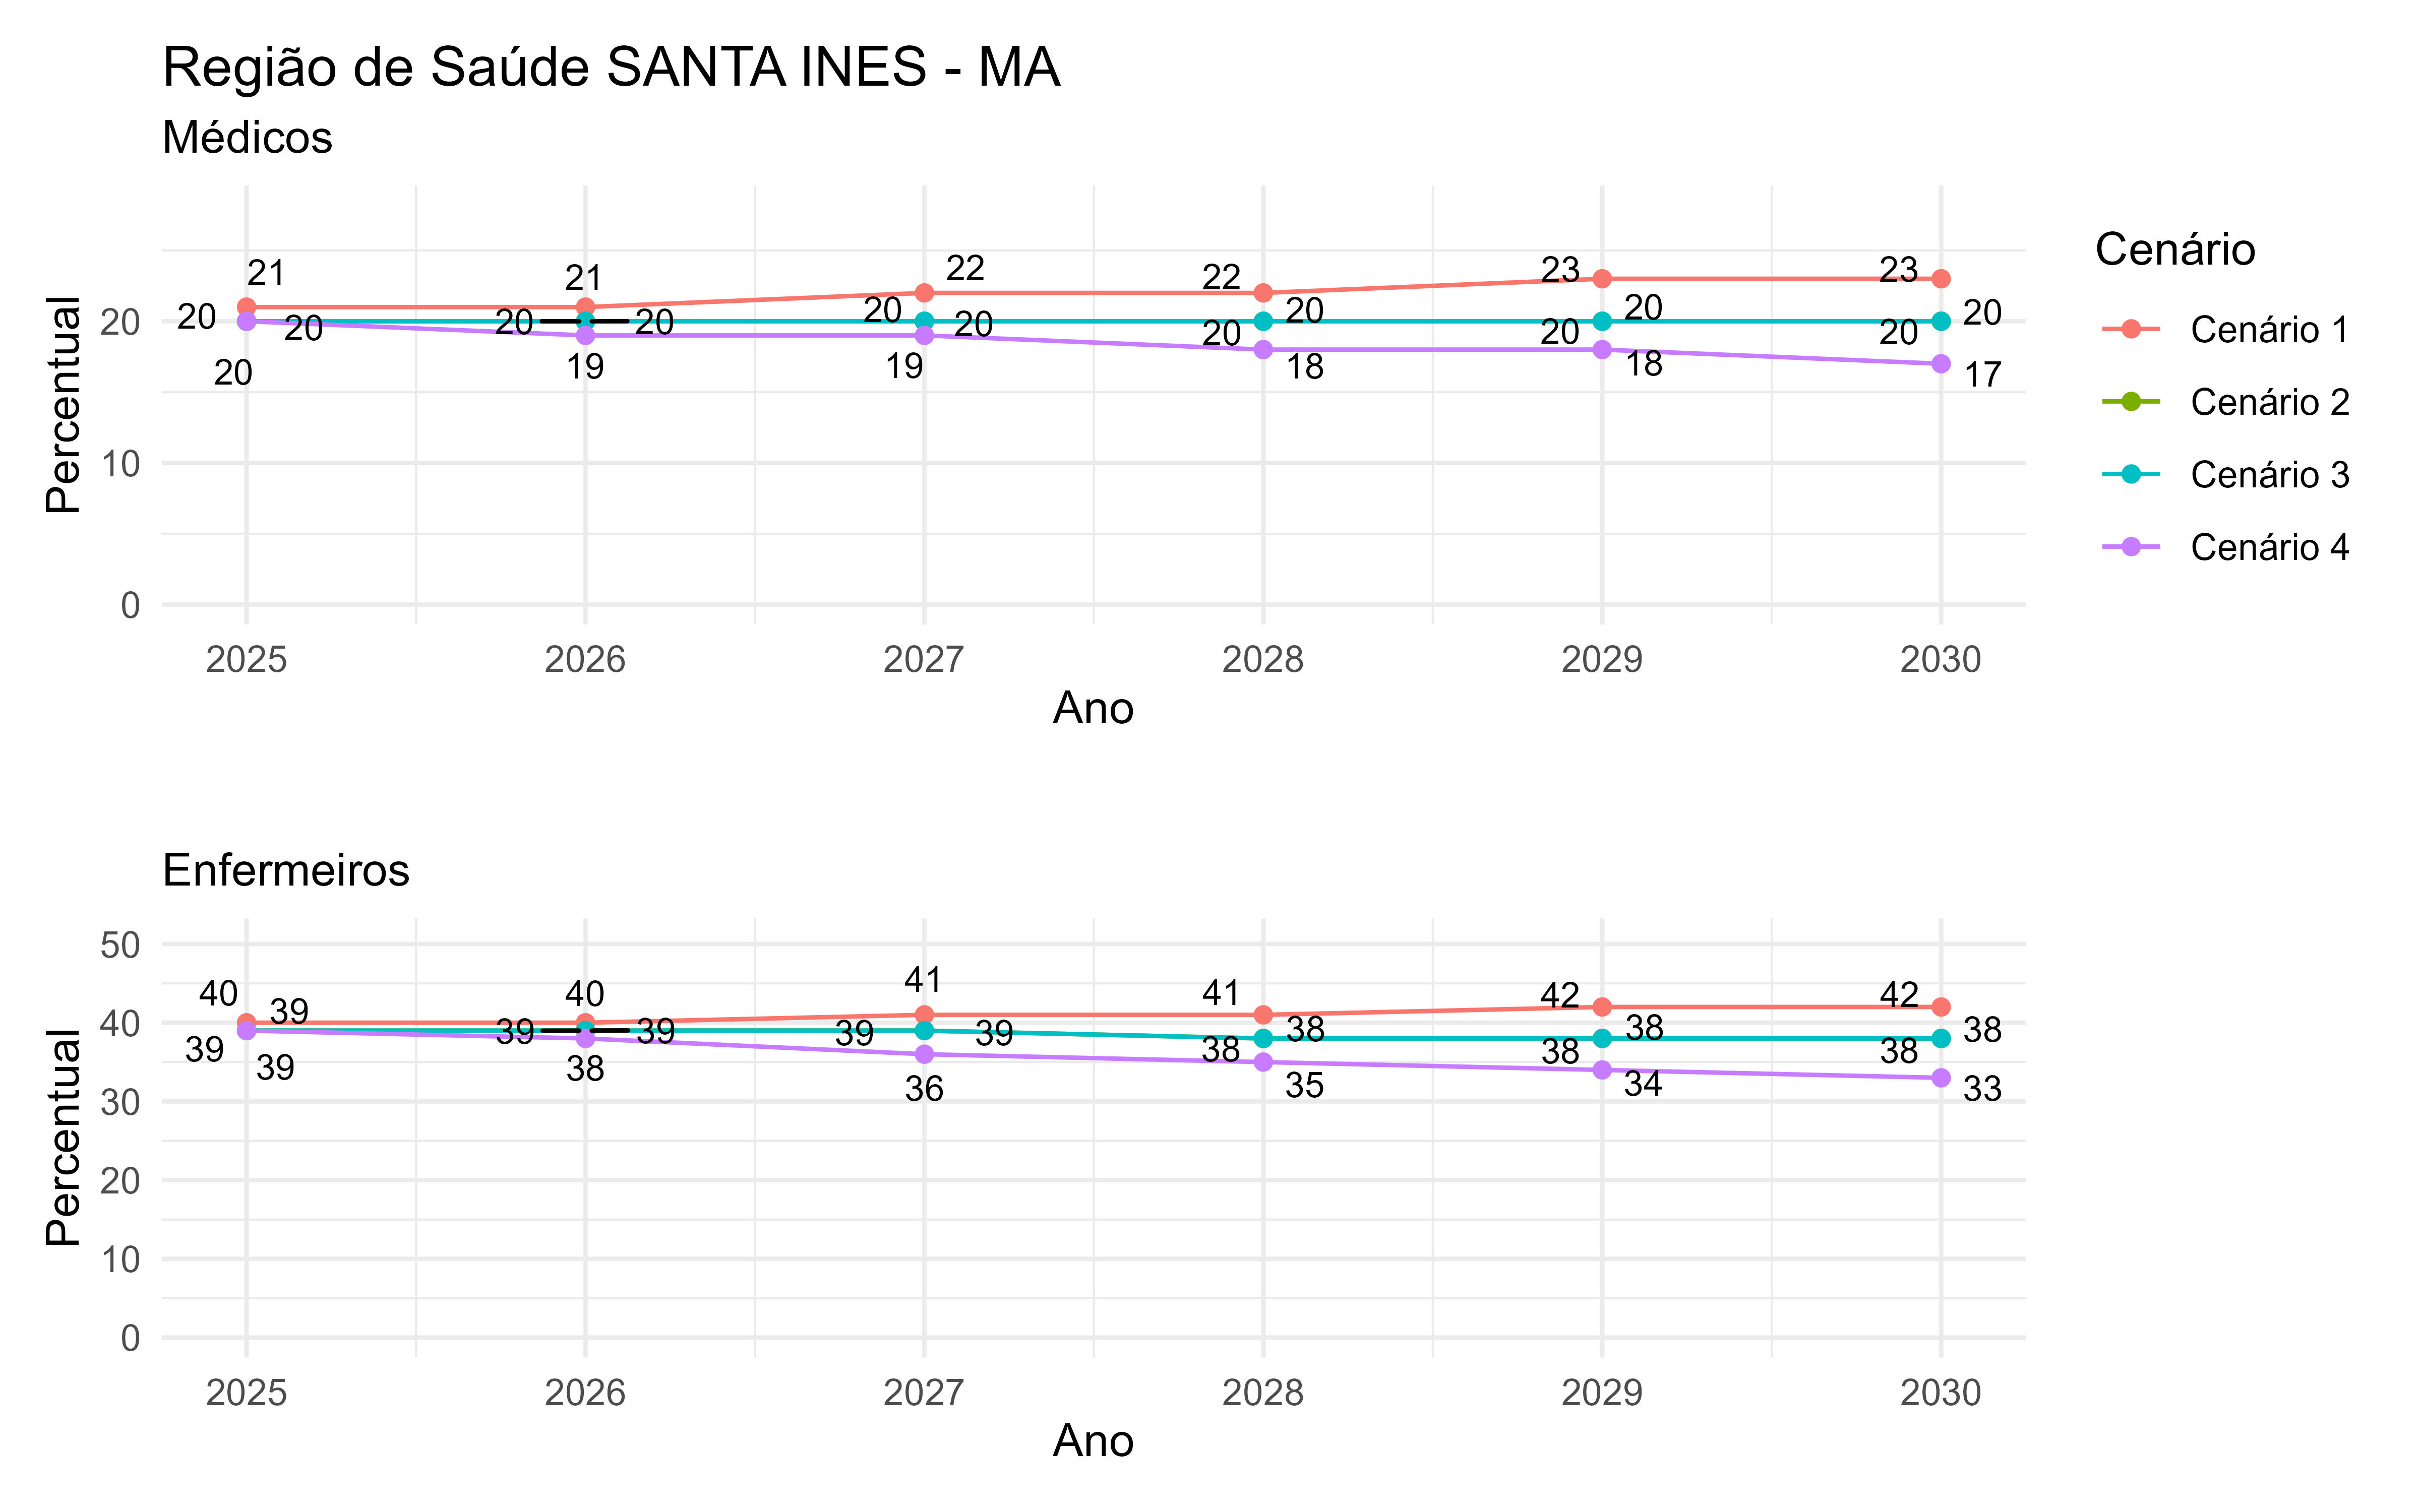 Região de Saúde SANTA INES - MA
Médicos
Percentual
20
10
0
21 21 22 22 23 23
20 20 20 20 20 20 20 20 20
20 20 20 20
19 19 18 18 17
2025 2026 2027 2028 2029 2030
Ano
Cenário
Cenário 1
Cenário 2
Cenário 3
Cenário 4
Enfermeiros
Percentual
50
40
30
20
10
0
40 40 41 41 42 42
39 39 39 39 39 38 38 38
39 39 38 38 38
38 36 35 34 33
2025 2026 2027 2028 2029 2030
Ano